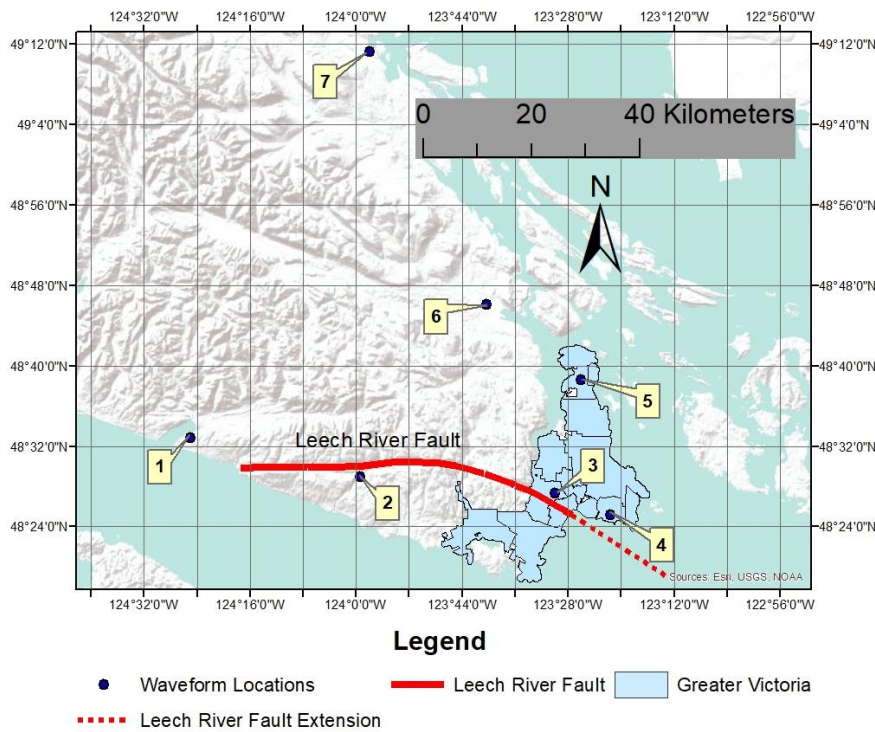 124°32'0"W 124°16'0"W 124°0'0"W 123°44'0"W 123°28'0"W 123°12'0"W 122°56'0"W
49°12'0"N 49°12'0"N
7
0 20 40 Kilometers
49°4'0"N 49°4'0"N
N
48°56'0"N 48°56'0"N
48°48'0"N 48°48'0"N
6
48°40'0"N 48°40'0"N
5
48°32'0"N 48°32'0"N
Leech River Fault
1
3
2
48°24'0"N 48°24'0"N
4
Sources: Esri, USGS, NOAA
124°32'0"W 124°16'0"W 124°0'0"W 123°44'0"W 123°28'0"W 123°12'0"W 122°56'0"W
Legend
Waveform Locations Leech River Fault Greater Victoria
Leech River Fault Extension